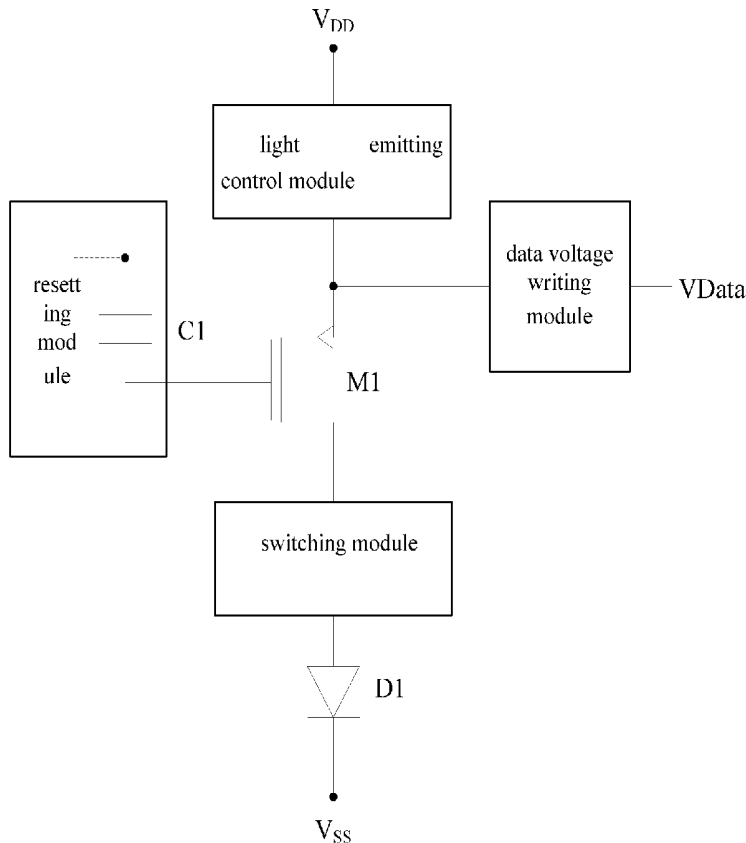 VDD
light emitting
control module
resett
ing
mod
ule
C1
data voltage
writing
module
VData
M1
switching module
D1
VSS